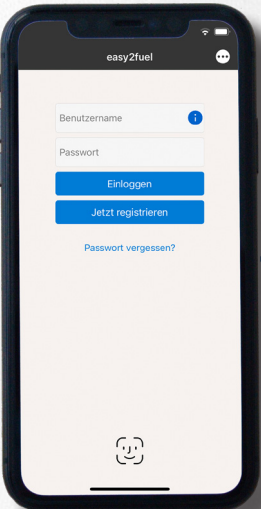 easy2fuel
Benutzername
Passwort
Einloggen
Jetzt registrieren
Passwort vergessen?